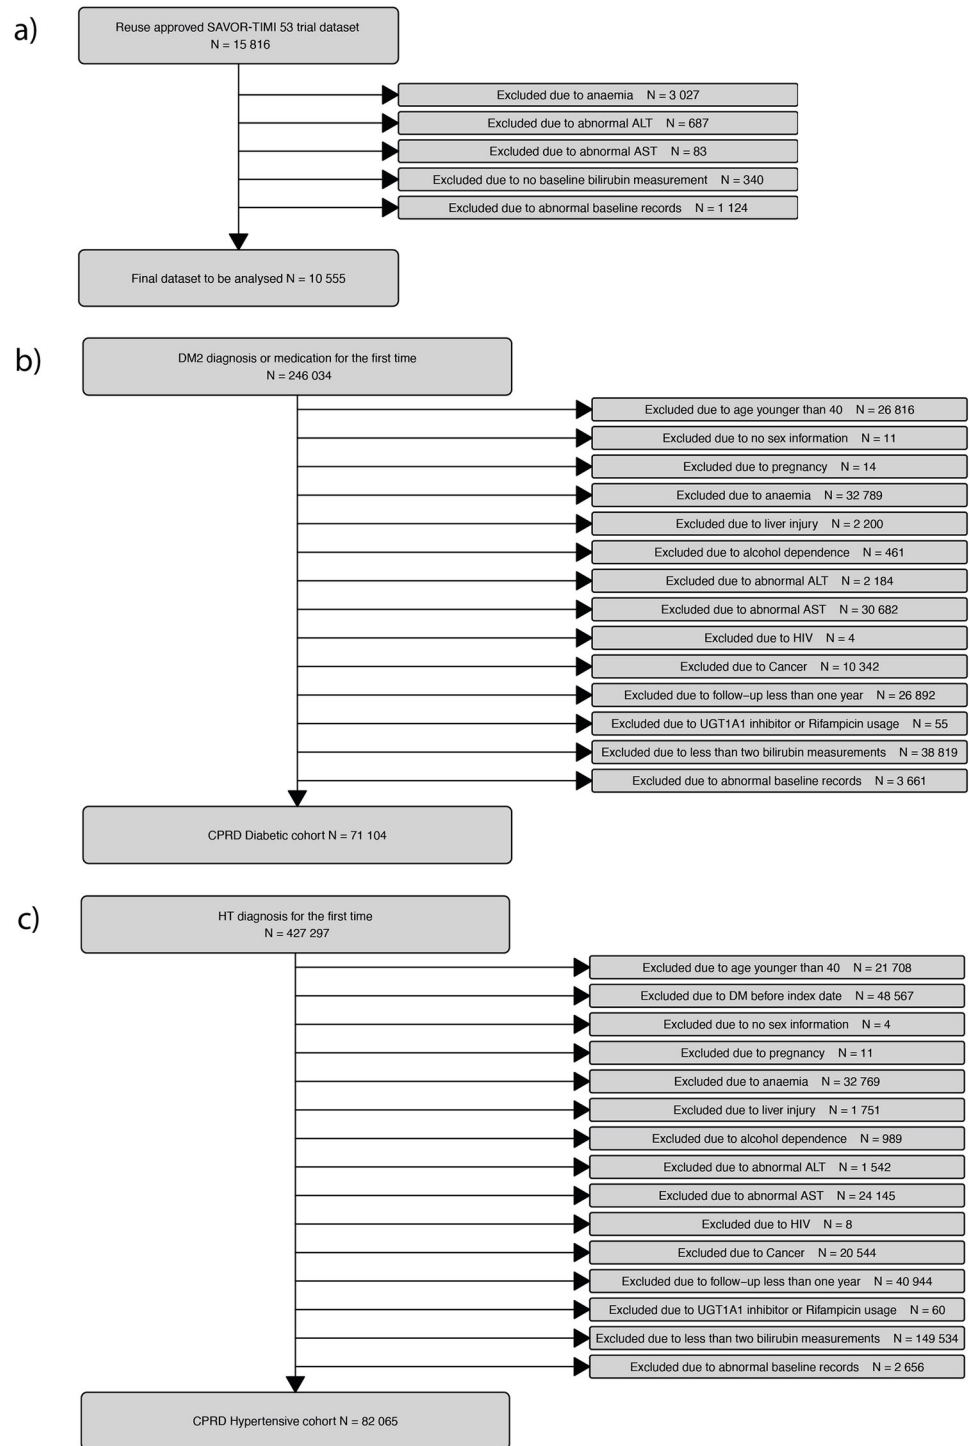 a)
Reuse approved SAVOR-TIMI 53 trial dataset
N = 15 816
Excluded due to anaemia N = 3 027
Excluded due to abnormal ALT N = 687
Excluded due to abnormal AST N = 83
Excluded due to no baseline bilirubin measurement N = 340
Excluded due to abnormal baseline records N = 1 124
Final dataset to be analysed N = 10 555
b)
DM2 diagnosis or medication for the first time
N = 246 034
Excluded due to age younger than 40 N = 26 816
Excluded due to no sex information N = 11
Excluded due to pregnancy N = 14
Excluded due to anaemia N = 32 789
Excluded due to liver injury N = 2 200
Excluded due to alcohol dependence N = 461
Excluded due to abnormal ALT N = 2 184
Excluded due to abnormal AST N = 30 682
Excluded due to HIV N = 4
Excluded due to Cancer N = 10 342
Excluded due to follow−up less than one year N = 26 892
Excluded due to UGT1A1 inhibitor or Rifampicin usage N = 55
Excluded due to less than two bilirubin measurements N = 38 819
Excluded due to abnormal baseline records N = 3 661
CPRD Diabetic cohort N = 71 104
c)
HT diagnosis for the first time
N = 427 297
Excluded due to age younger than 40 N = 21 708
Excluded due to DM before index date N = 48 567
Excluded due to no sex information N = 4
Excluded due to pregnancy N = 11
Excluded due to anaemia N = 32 769
Excluded due to liver injury N = 1 751
Excluded due to alcohol dependence N = 989
Excluded due to abnormal ALT N = 1 542
Excluded due to abnormal AST N = 24 145
Excluded due to HIV N = 8
Excluded due to Cancer N = 20 544
Excluded due to follow−up less than one year N = 40 944
Excluded due to UGT1A1 inhibitor or Rifampicin usage N = 60
Excluded due to less than two bilirubin measurements N = 149 534
Excluded due to abnormal baseline records N = 2 656
CPRD Hypertensive cohort N = 82 065